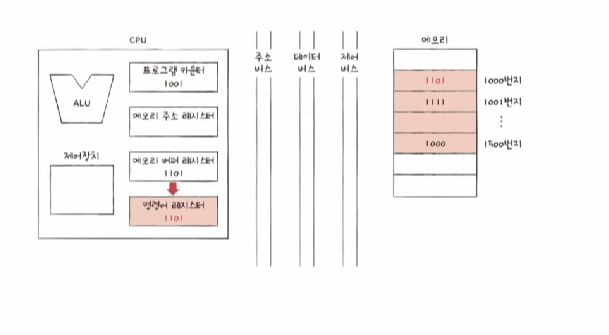 CPU
ALU
제어장치
프로그램 카운터
1001
메모리 주소 레지스터
메모리 버퍼 레지스터
1101
명령어 레지스터
1101
주소
버스
데이터
버스
제어
버스
메모리
1101
1000번지
1111
1001번지
⋮
1000
1500번지